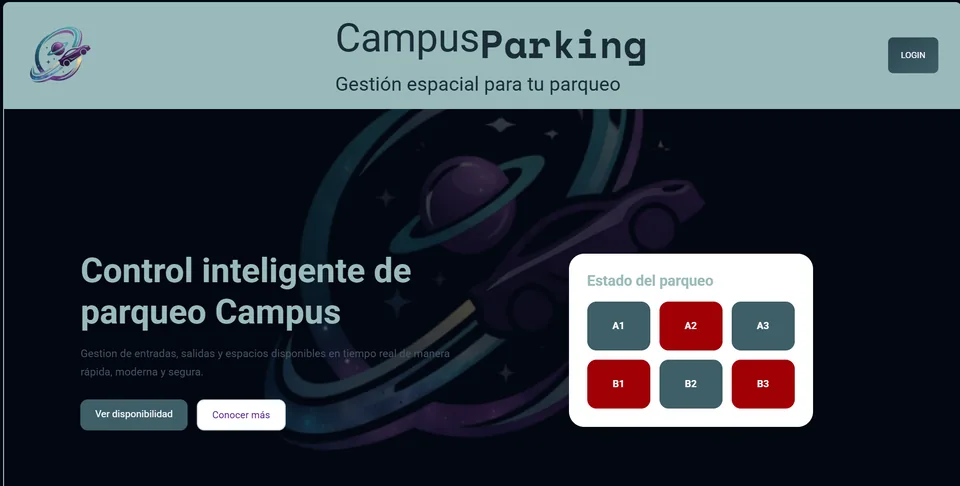 CampusParking
Gestión espacial para tu parqueo
LOGIN
Control inteligente de
parqueo Campus
Gestion de entradas, salidas y espacios disponibles en tiempo real de manera
rápida, moderna y segura.
Ver disponibilidad
Conocer más
Estado del parqueo
A1
A2
A3
B1
B2
B3